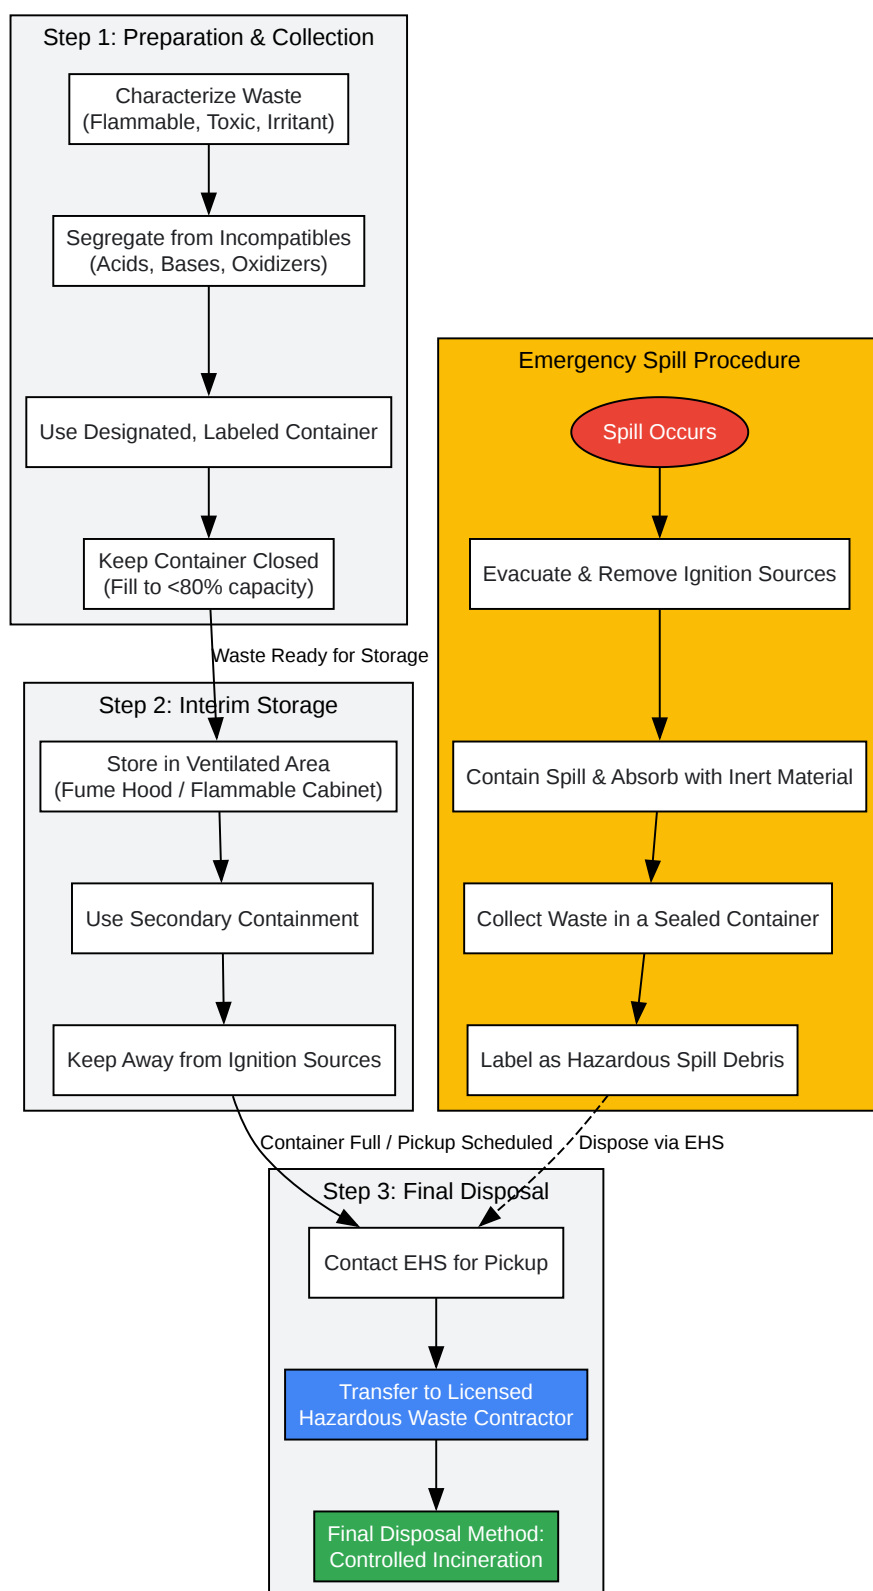 Step 1: Preparation & Collection
Characterize Waste
(Flammable, Toxic, Irritant)
Segregate from Incompatibles
(Acids, Bases, Oxidizers)
Use Designated, Labeled Container
Keep Container Closed
(Fill to <80% capacity)
Waste Ready for Storage
Step 2: Interim Storage
Store in Ventilated Area
(Fume Hood / Flammable Cabinet)
Use Secondary Containment
Keep Away from Ignition Sources
Container Full / Pickup Scheduled
Emergency Spill Procedure
Spill Occurs
Evacuate & Remove Ignition Sources
Contain Spill & Absorb with Inert Material
Collect Waste in a Sealed Container
Label as Hazardous Spill Debris
Dispose via EHS
Step 3: Final Disposal
Contact EHS for Pickup
Transfer to Licensed
Hazardous Waste Contractor
Final Disposal Method:
Controlled Incineration